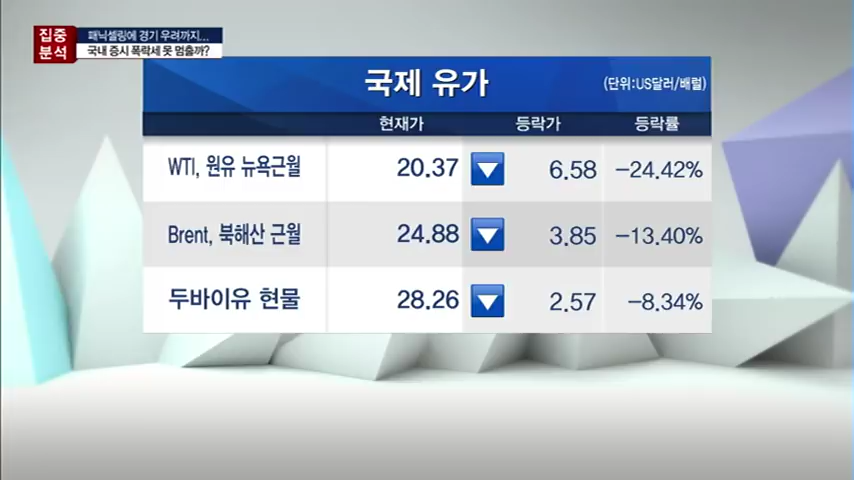 집중
분석
패닉셀링에 경기 우려까지...
국내 증시 폭락세 못 멈출까?
국제 유가
(단위:US달러/배럴)
현재가 등락가 등락률
WTI, 원유 뉴욕근월 20.37 ▼ 6.58 -24.42%
Brent, 북해산 근월 24.88 ▼ 3.85 -13.40%
두바이유 현물 28.26 ▼ 2.57 -8.34%